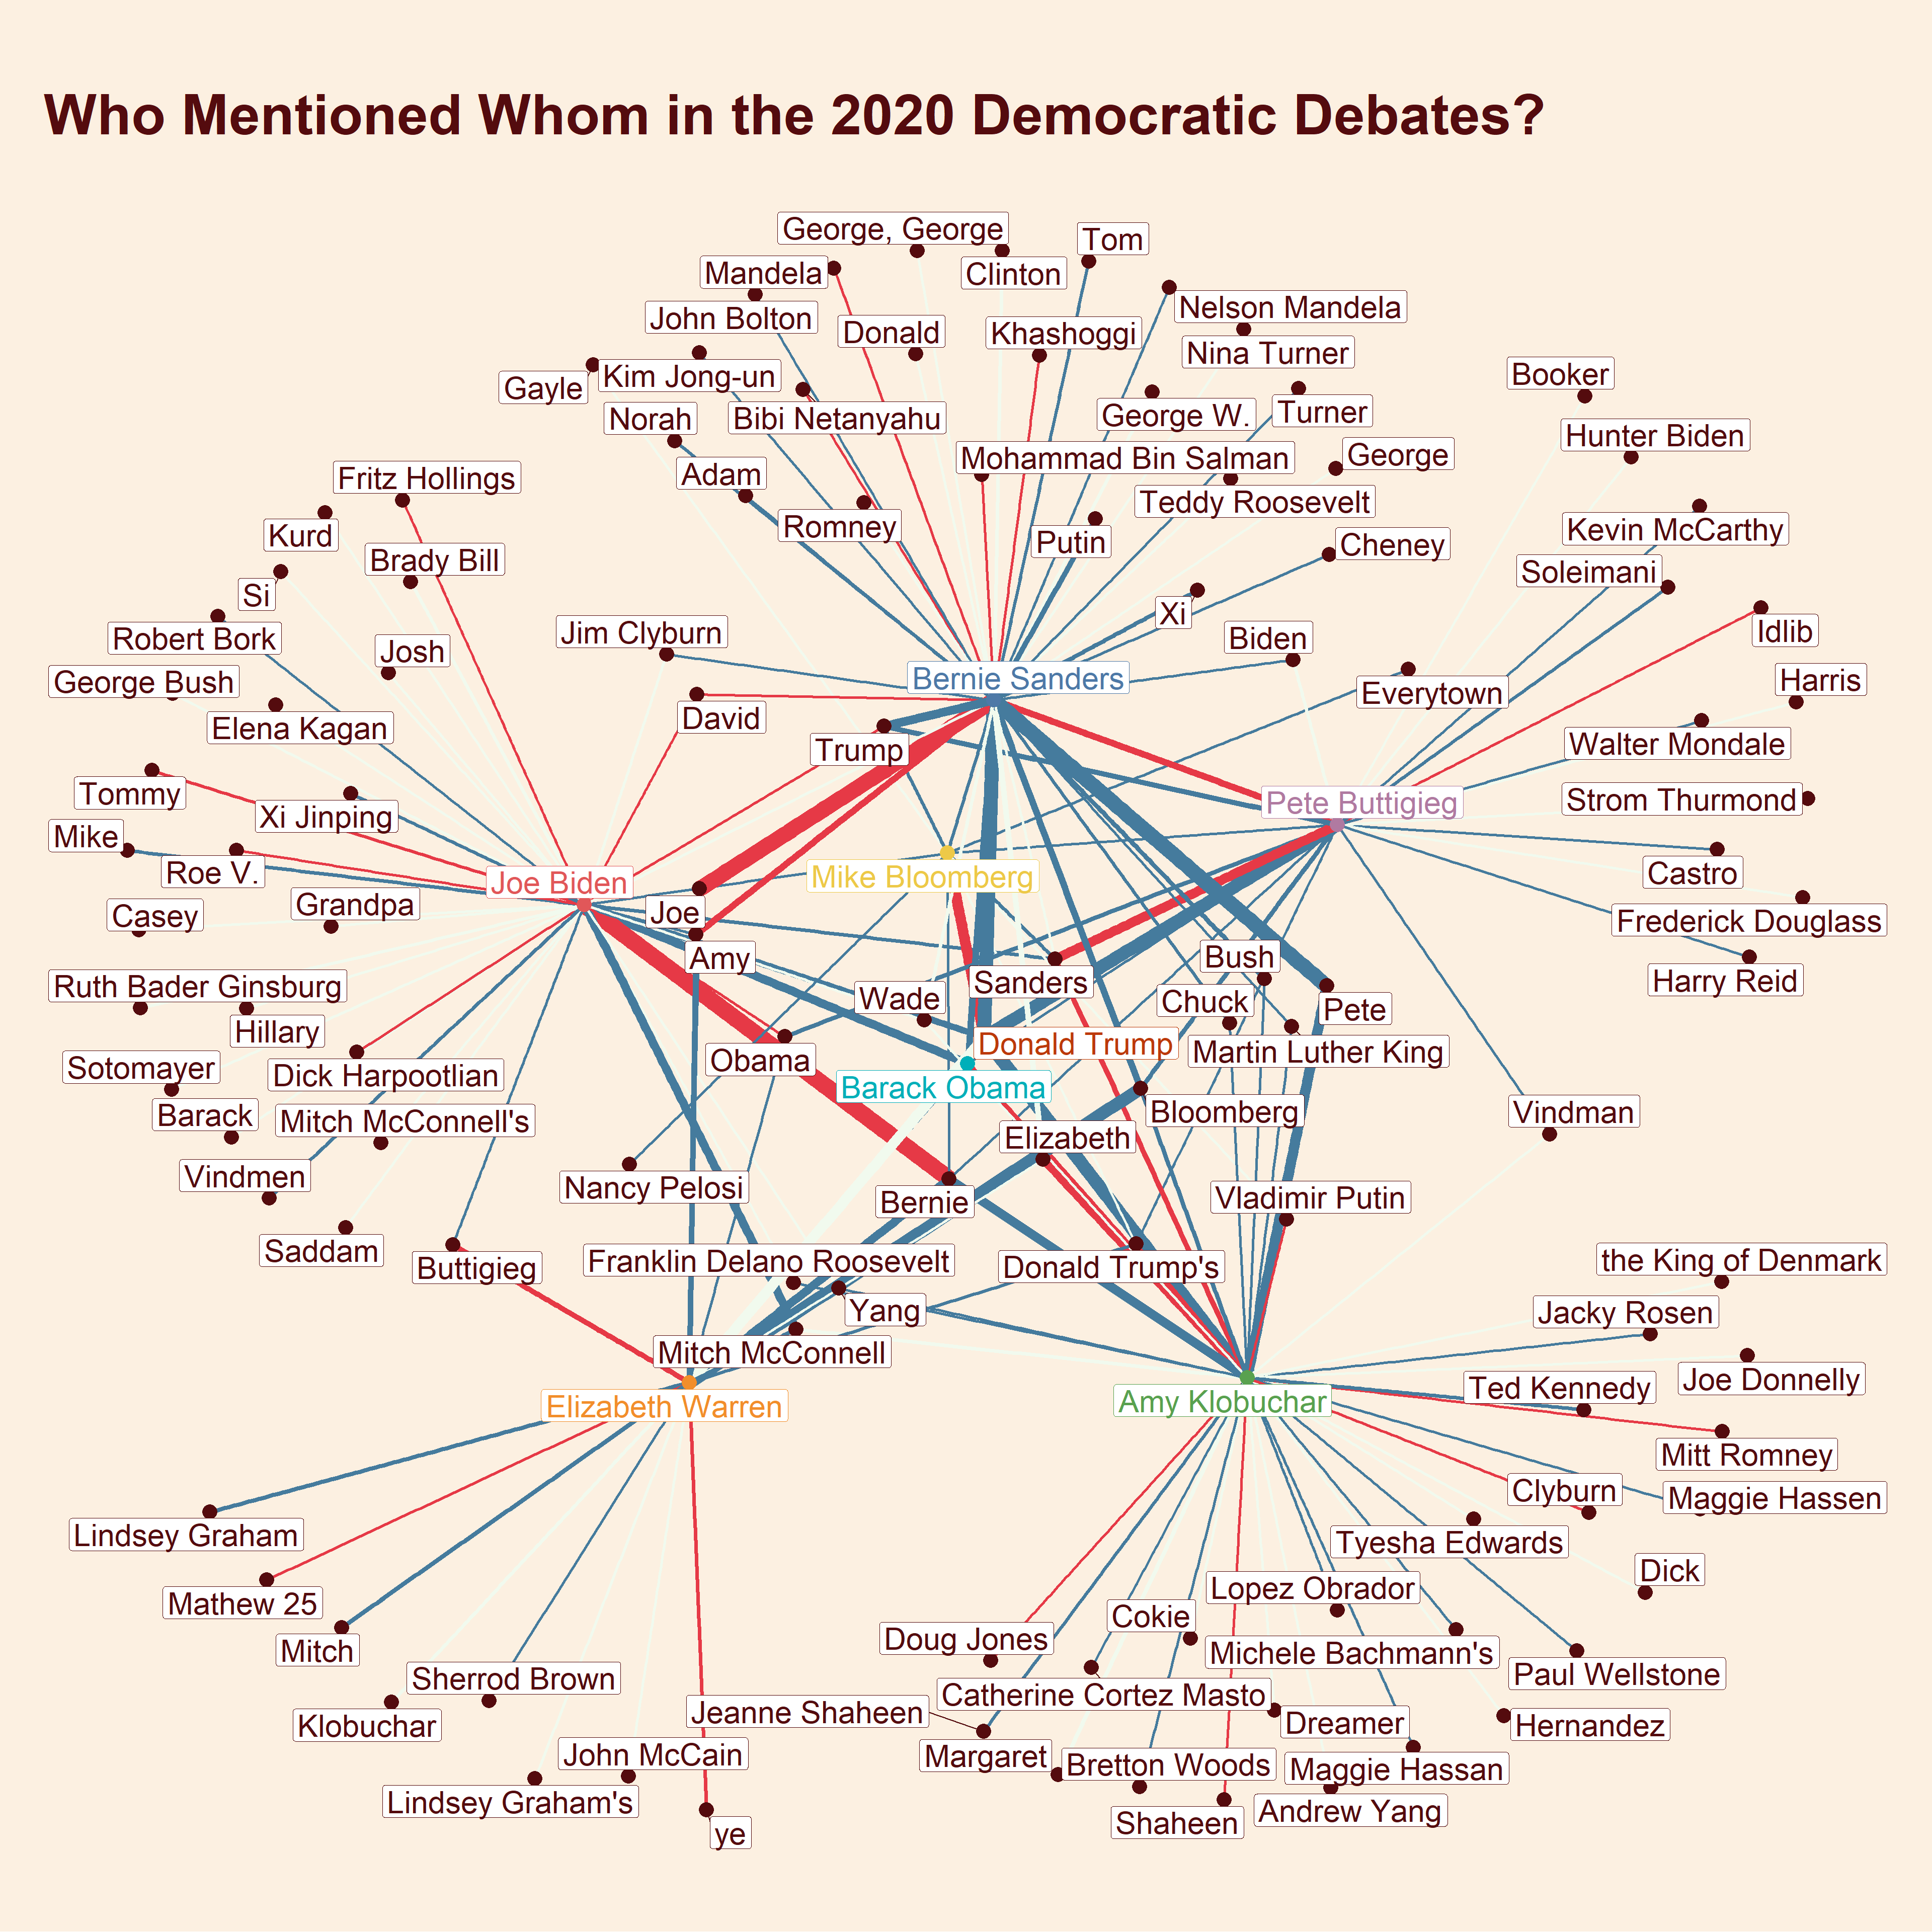 Who Mentioned Whom in the 2020 Democratic Debates?
George, George
Tom
Mandela
Clinton
Nelson Mandela
John Bolton
Donald
Khashoggi
Nina Turner
Gayle
Kim Jong-un
Booker
Norah
Bibi Netanyahu
George W.
Turner
Hunter Biden
Fritz Hollings
Adam
Mohammad Bin Salman
George
Kurd
Romney
Teddy Roosevelt
Kevin McCarthy
Brady Bill
Putin
Cheney
Soleimani
Si
Robert Bork
Jim Clyburn
Xi
Biden
Idlib
George Bush
Josh
Bernie Sanders
Everytown
Harris
Elena Kagan
David
Trump
Walter Mondale
Tommy
Xi Jinping
Pete Buttigieg
Strom Thurmond
Mike
Roe V.
Joe Biden
Mike Bloomberg
Castro
Casey
Grandpa
Joe
Frederick Douglass
Amy
Bush
Ruth Bader Ginsburg
Sanders
Harry Reid
Hillary
Wade
Chuck
Pete
Sotomayer
Dick Harpootlian
Obama
Donald Trump
Martin Luther King
Barack
Mitch McConnell's
Barack Obama
Bloomberg
Vindman
Vindmen
Elizabeth
Nancy Pelosi
Bernie
Vladimir Putin
Saddam
Buttigieg
Franklin Delano Roosevelt
Donald Trump's
the King of Denmark
Yang
Jacky Rosen
Mitch McConnell
Joe Donnelly
Elizabeth Warren
Amy Klobuchar
Ted Kennedy
Mitt Romney
Lindsey Graham
Clyburn
Maggie Hassen
Tyesha Edwards
Mathew 25
Dick
Mitch
Doug Jones
Cokie
Lopez Obrador
Michele Bachmann's
Sherrod Brown
Paul Wellstone
Klobuchar
Jeanne Shaheen
Catherine Cortez Masto
Dreamer
Hernandez
John McCain
Margaret
Bretton Woods
Maggie Hassan
Lindsey Graham's
ye
Shaheen
Andrew Yang